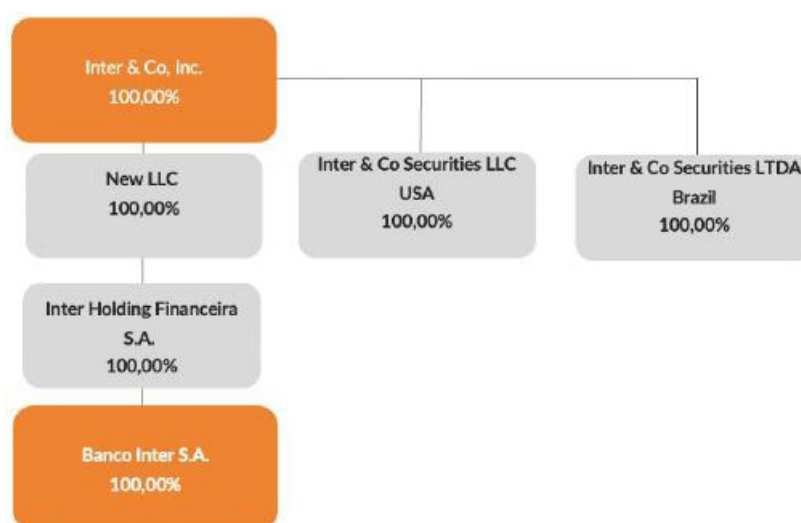 Inter & Co, Inc.
100,00%
New LLC
100,00%
Inter & Co Securities LLC
USA
100,00%
Inter & Co Securities LTDA
Brazil
100,00%
Inter Holding Financeira
S.A.
100,00%
Banco Inter S.A.
100,00%